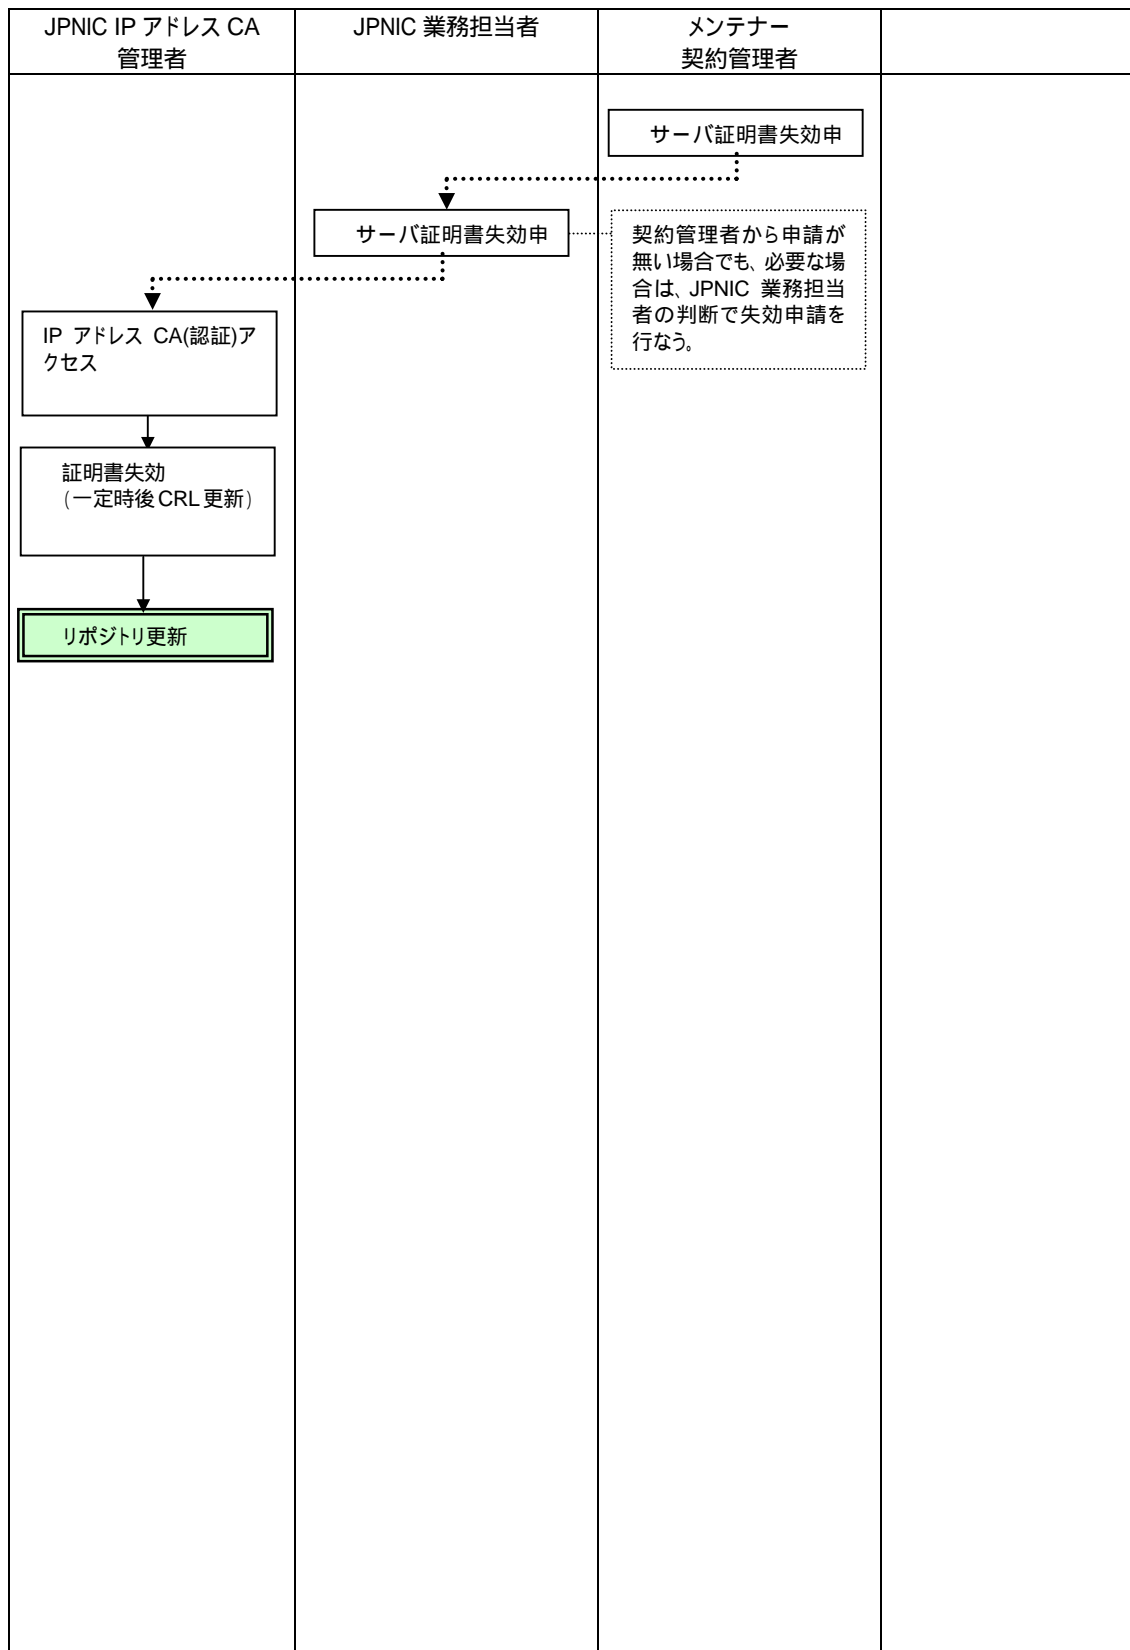 JPNIC IP アドレス CA
管理者
JPNIC 業務担当者
メンテナー
契約管理者
サーバ証明書失効申
サーバ証明書失効申
契約管理者から申請が
無い場合でも、必要な場
合は、JPNIC 業務担当
者の判断で失効申請を
行なう。
IP アドレス CA(認証)ア
クセス
証明書失効
(一定時後 CRL 更新)
リポジトリ更新